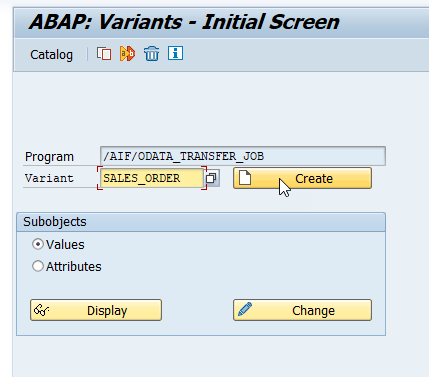 ABAP: Variants - Initial Screen
Catalog
Program /AIF/ODATA_TRANSFER_JOB
Variant SALES_ORDER Create
Subobjects
Values
Attributes
Display Change